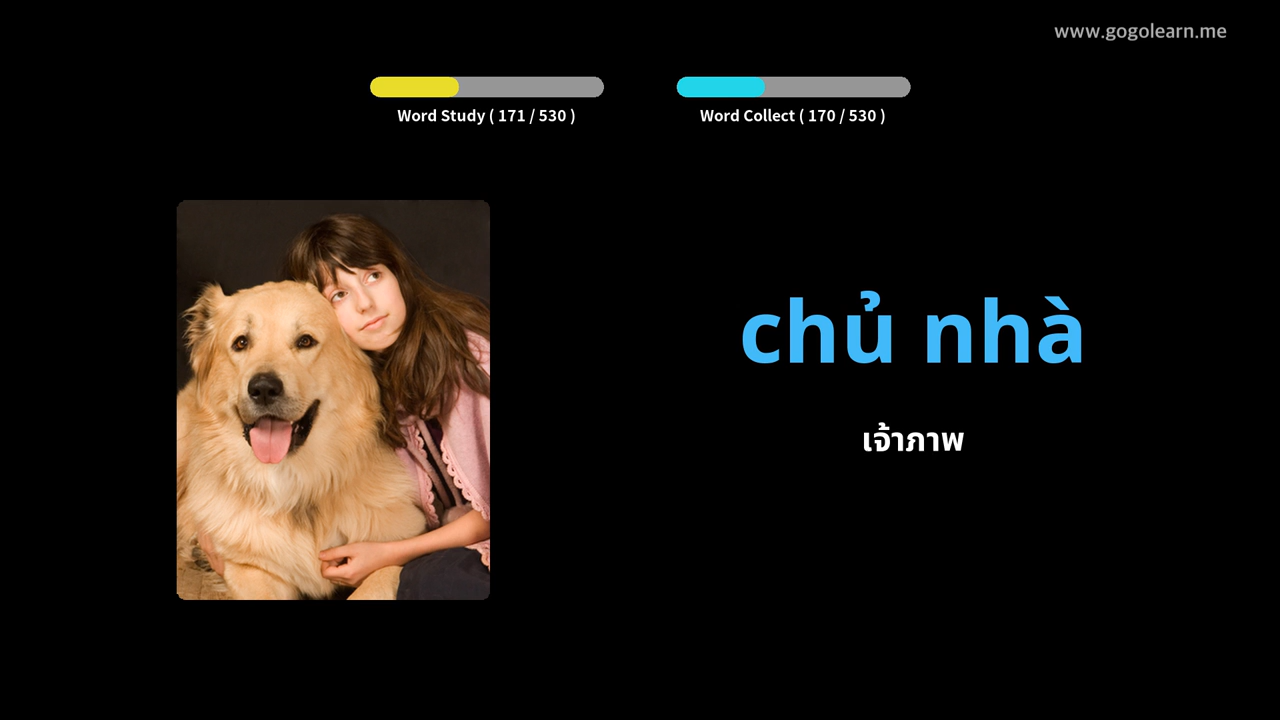 www.gogolearn.me
Word Study ( 171 / 530 )
Word Collect ( 170 / 530 )
chủ nhà
เจ้าภาพ